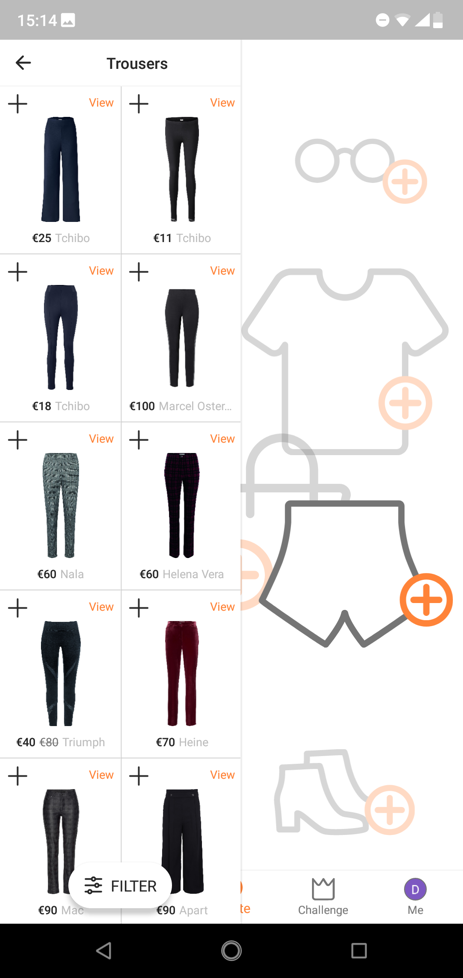 15:14
Trousers
View
View
€25 Tchibo
€11 Tchibo
View
View
€18 Tchibo
€100 Marcel Oster...
View
View
€60 Nala
€60 Helena Vera
View
View
€40 €80 Triumph
€70 Heine
View
View
FILTER
€90 Mac
€90 Apart
te
Challenge
D
Me